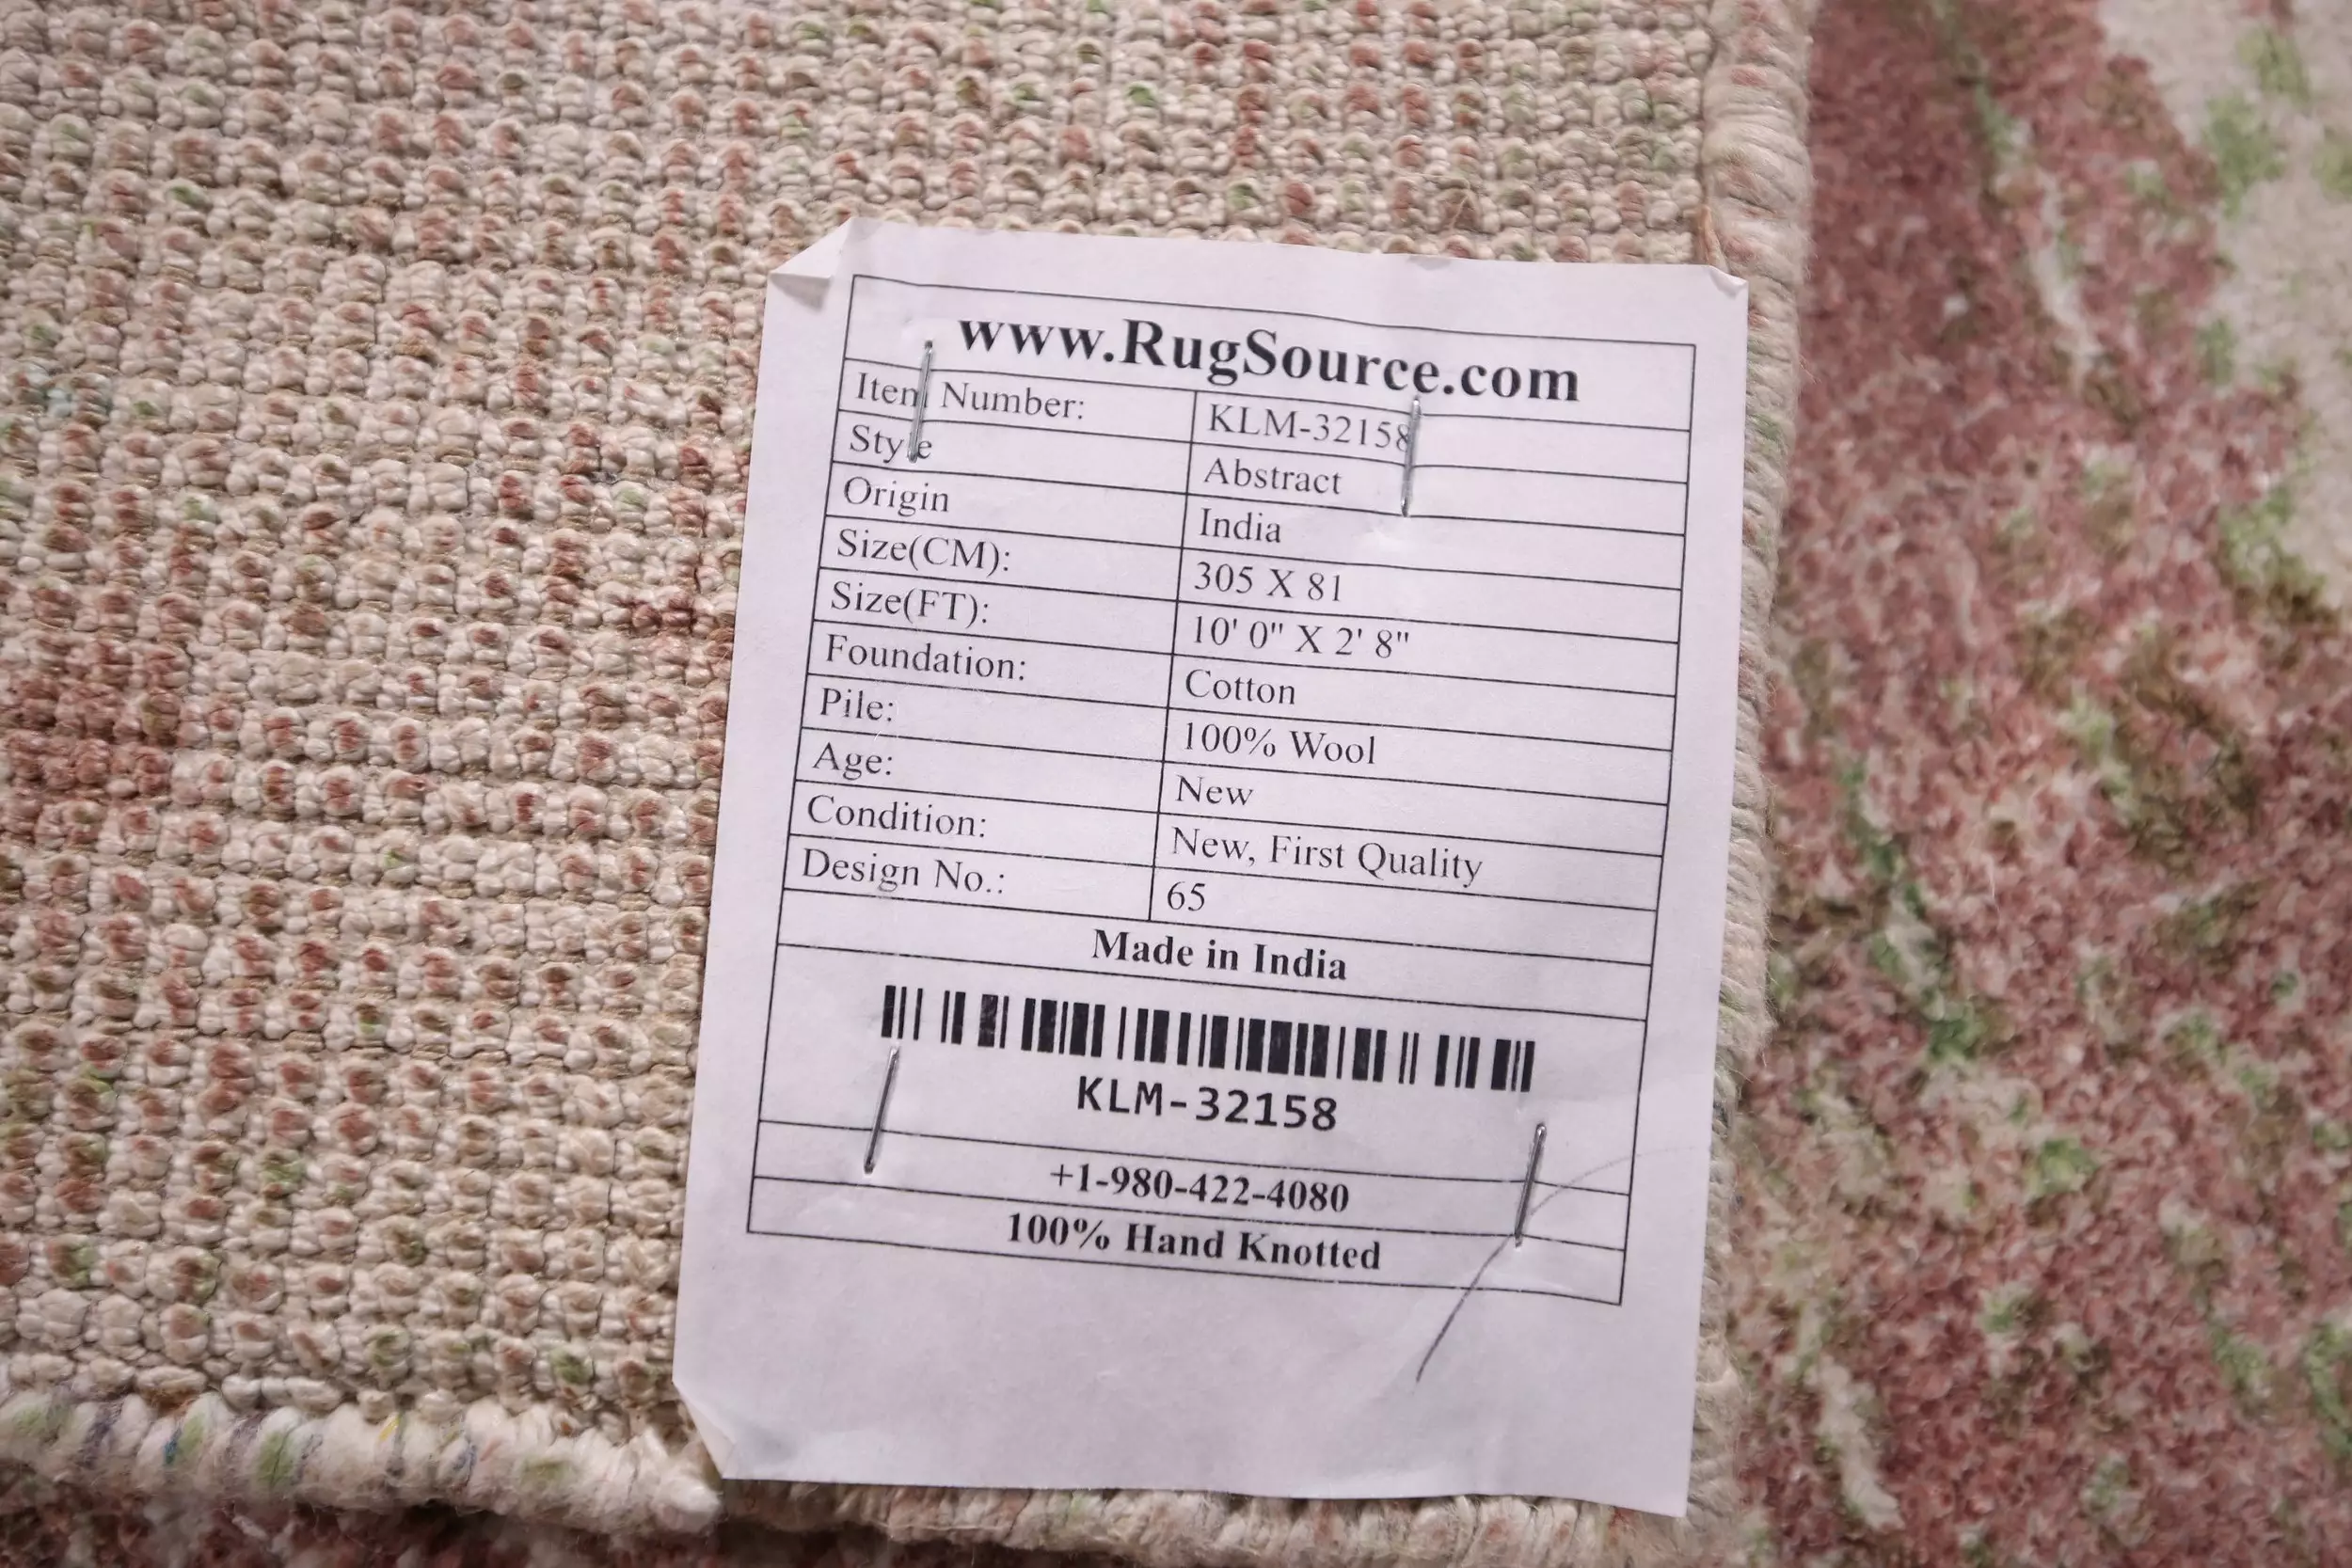 www.RugSource.com
Item Number: KLM-32158
Style Abstract
Origin India
Size(CM): 305 X 81
Size(FT): 10' 0" X 2' 8"
Foundation: Cotton
Pile: 100% Wool
Age: New
Condition: New, First Quality
Design No.: 65
Made in India
KLM-32158
+1-980-422-4080
100% Hand Knotted